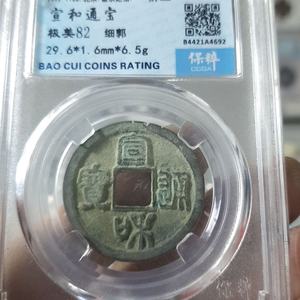 宣和通宝
极美82 细郭
29.6*1.6mm*6.5g
B4421A4692
保粹
BAO CUI COINS RATING
宣
寳 通
和